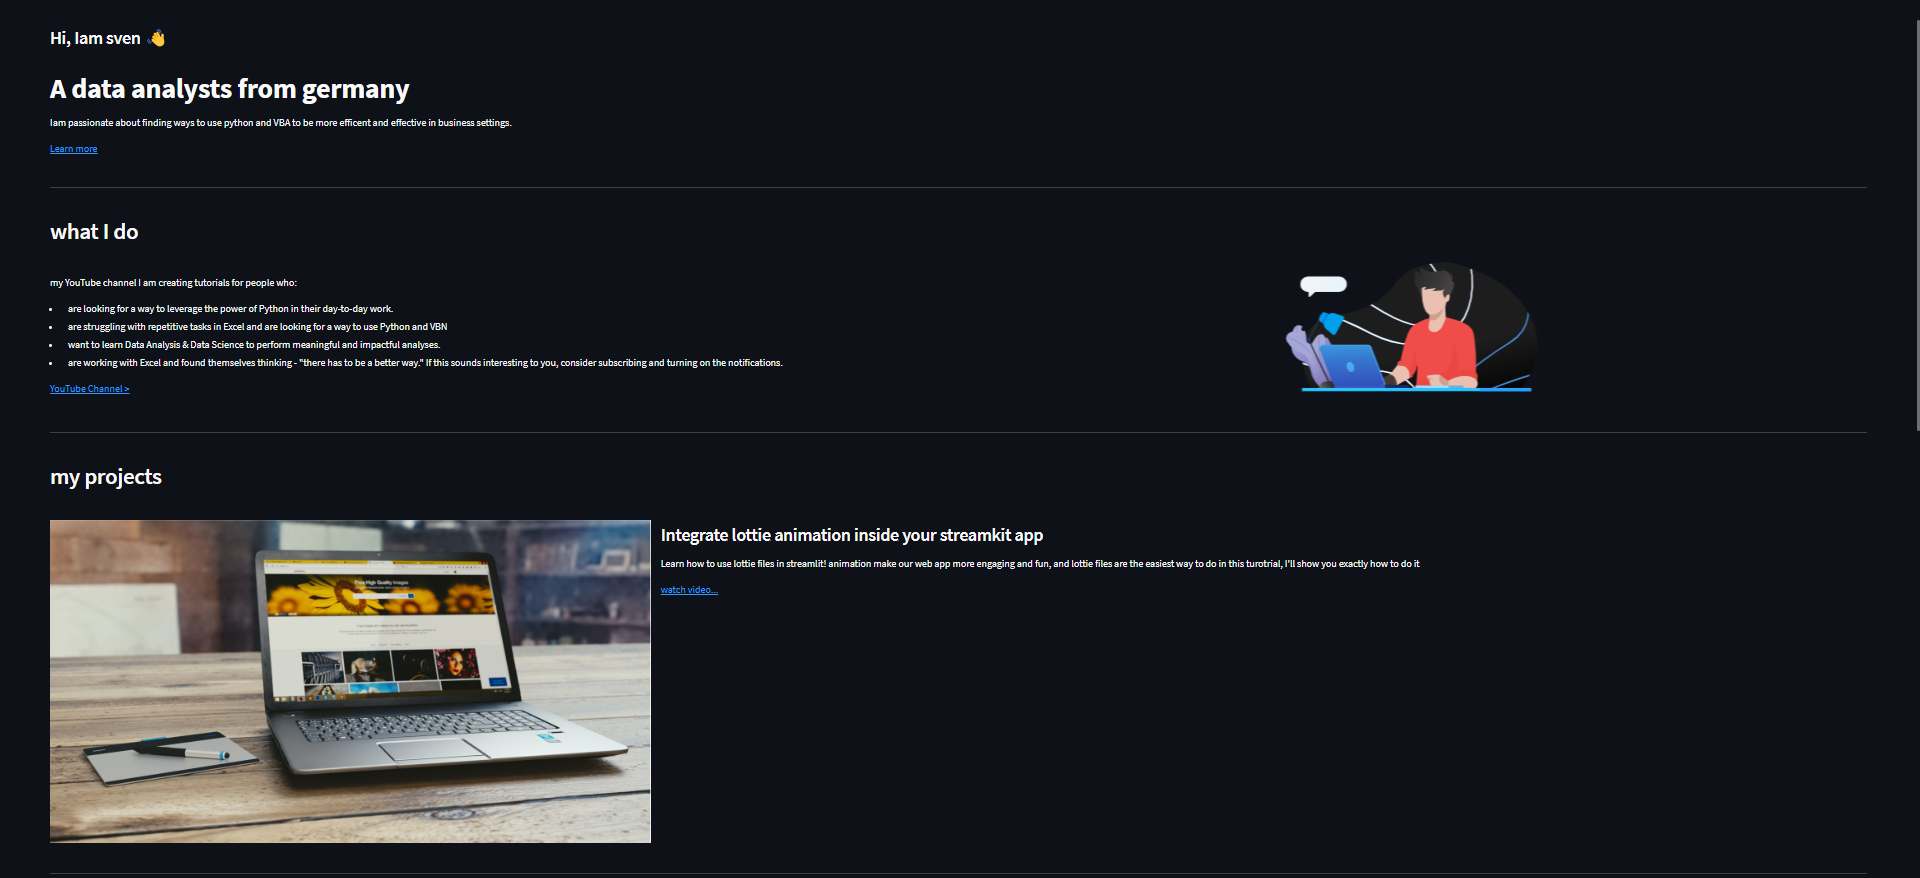 Hi, Iam sven 👋
A data analysts from germany
Iam passionate about finding ways to use python and VBA to be more efficent and effective in business settings.
Learn more
what I do
my YouTube channel I am creating tutorials for people who:
• are looking for a way to leverage the power of Python in their day-to-day work.
• are struggling with repetitive tasks in Excel and are looking for a way to use Python and VBN
• want to learn Data Analysis & Data Science to perform meaningful and impactful analyses.
• are working with Excel and found themselves thinking - "there has to be a better way." If this sounds interesting to you, consider subscribing and turning on the notifications.
YouTube Channel >
my projects
Free High Quality Images
Integrate lottie animation inside your streamkit app
Learn how to use lottie files in streamlit! animation make our web app more engaging and fun, and lottie files are the easiest way to do in this turotrial, I'll show you exactly how to do it
watch video...